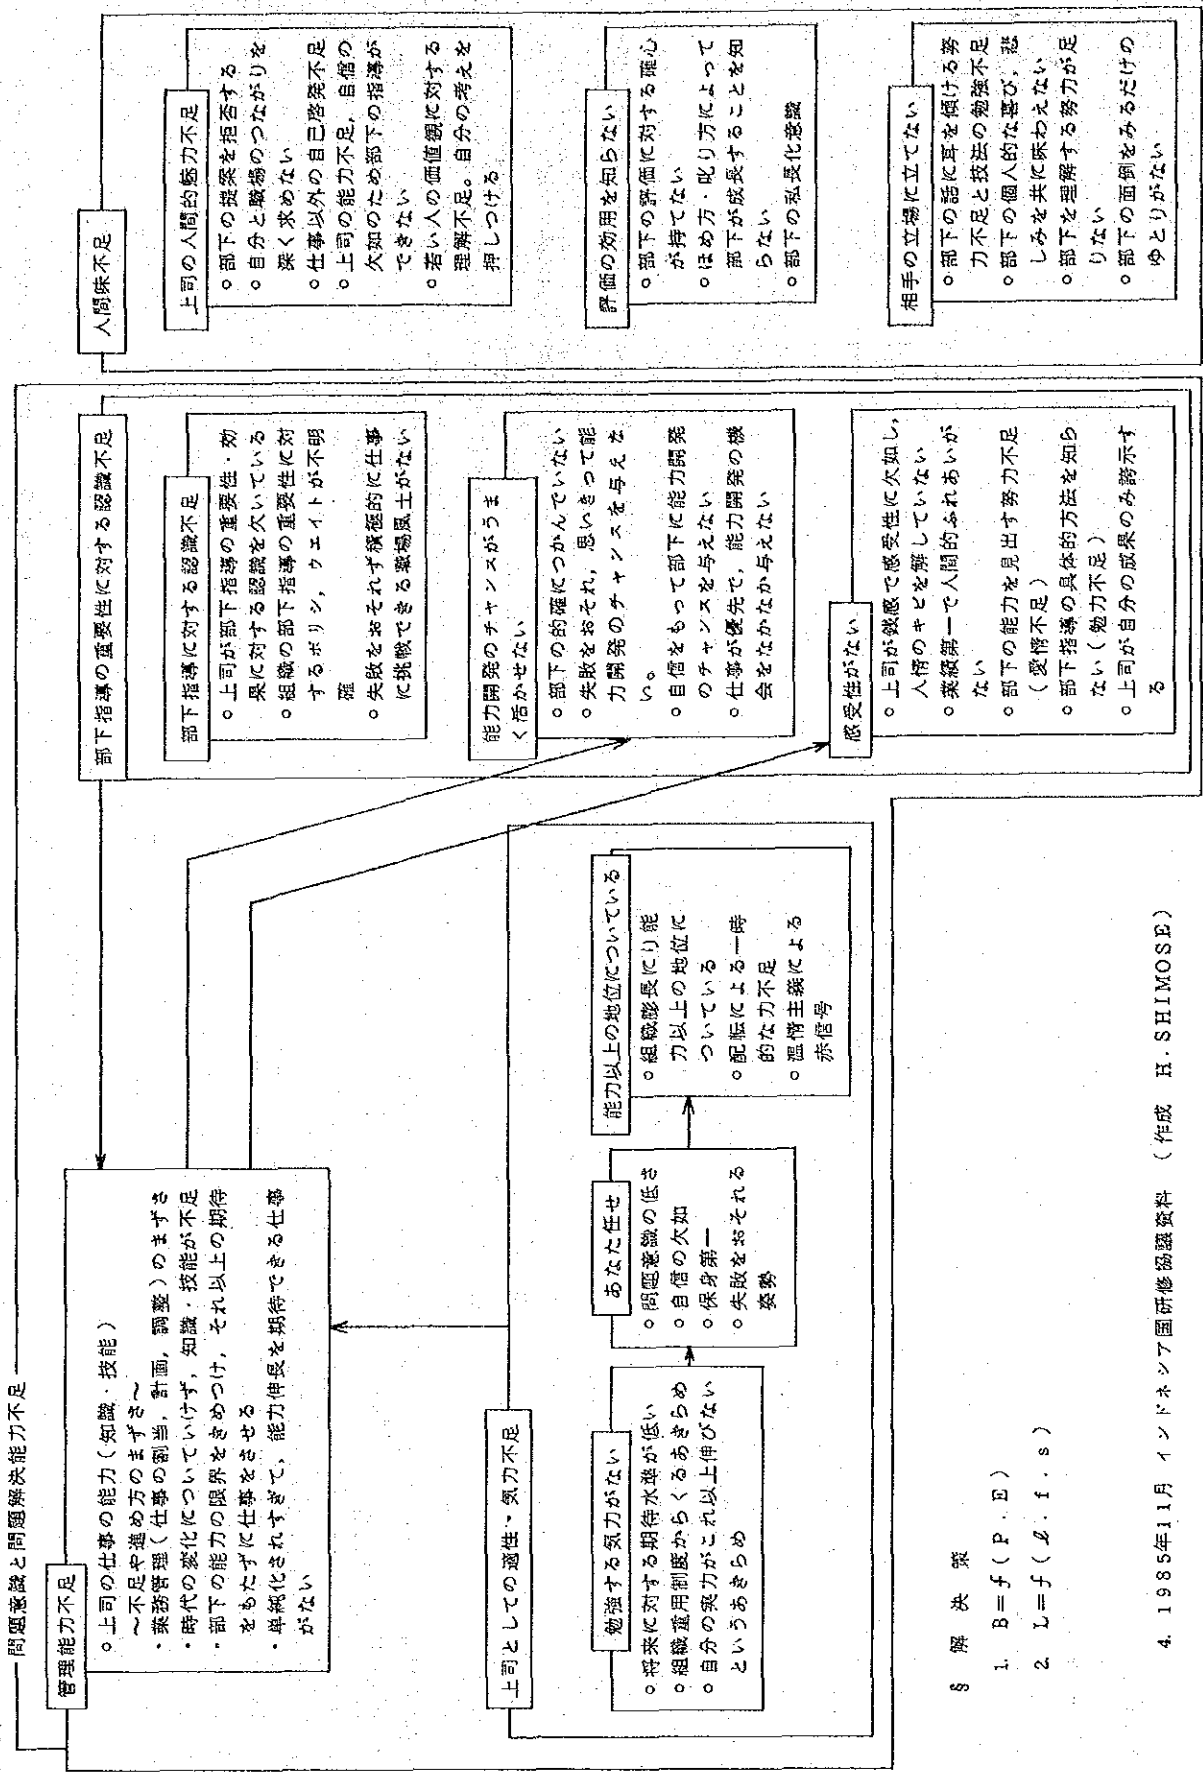 問題意識と問題解決能力不足
管理能力不足
○上司の仕事の能力(知識・技能)
～不足や進め方のまずさ～
・業務管理(仕事の割当,計画,調整)のまずさ
・時代の変化についていけず,知識・技能が不足
・部下の能力の限界をきめつけ,それ以上の期待
をもたずに仕事をさせる
・単純化されすぎて,能力伸長を期待できる仕事
がない
上司としての適性・気力不足
勉強する気力がない
○将来に対する期待水準が低い
○組織重用制度からくるあきらめ
○自分の実力がこれ以上伸びない
というあきらめ
あなた任せ
○問題意識の低さ
○自信の欠如
○保身第一
○失敗をおそれる
姿勢
能力以上の地位についている
○組織膨長にり能
力以上の地位に
ついている
○配転による一時
的な力不足
○温情主義による
赤信号
部下指導の重要性に対する認識不足
部下指導に対する認識不足
○上司が部下指導の重要性・効
果に対する認識を欠いている
○組織の部下指導の重要性に対
するポリシ,ウェイトが不明
確
○失敗をおそれず積極的に仕事
に挑戦できる職場風土がない
能力開発のチャンスがうま
く活かせない
○部下の的確につかんでいない
○失敗をおそれ,思いきって能
力開発のチャンスを与えな
い。
○自信をもって部下に能力開発
のチャンスを与えない
○仕事が優先で,能力開発の機
会をなかなか与えない
感受性がない
○上司が鈍感で感受性に欠如し,
人情のキビを解していない
○業績第一で人間的ふれあいが
ない
○部下の能力を見出す努力不足
(愛情不足)
○部下指導の具体的方法を知ら
ない(勉力不足)
○上司が自分の成果のみ誇示す
る
人間味不足
上司の人間的魅力不足
○部下の提案を拒否する
○自分と職場のつながりを
深く求めない
○仕事以外の自己啓発不足
○上司の能力不足,自信の
欠如のため部下の指導が
できない
○若い人の価値観に対する
理解不足。自分の考えを
押しつける
評価の効用を知らない
○部下の評価に対する確心
が持てない
○ほめ方・叱り方によって
部下が成長することを知
らない
○部下の私長化意識
相手の立場に立てない
○部下の話に耳を傾ける努
力不足と技法の勉強不足
○部下の個人的な喜び,悲
しみを共に味わえない
○部下を理解する努力が足
りない
○部下の面倒をみるだけの
ゆとりがない
§ 解決策
1. B=f(P.E)
2. L=f(ℓ.f.s)
4. 1985年11月 インドネシア国研修協議資料 (作成 H.SHIMOSE)